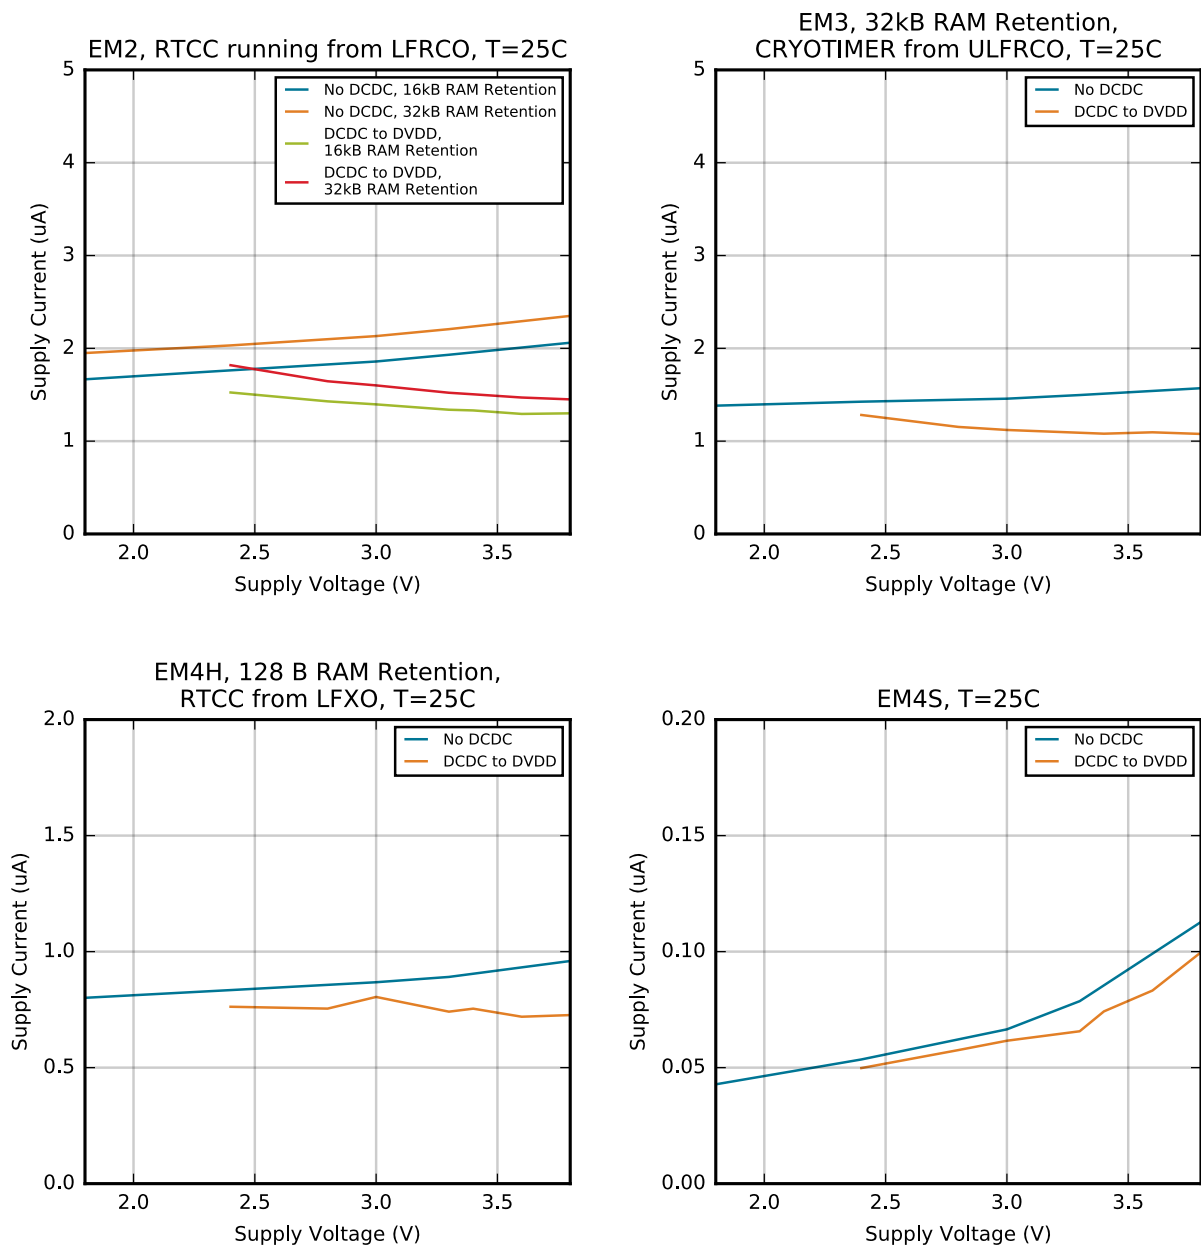 EM2, RTCC running from LFRCO, T=25C
5
4
3
2
1
0
Supply Current (uA)
No DCDC, 16kB RAM Retention
No DCDC, 32kB RAM Retention
DCDC to DVDD,
16kB RAM Retention
DCDC to DVDD,
32kB RAM Retention
2.0 2.5 3.0 3.5
Supply Voltage (V)
EM3, 32kB RAM Retention,
CRYOTIMER from ULFRCO, T=25C
5
4
3
2
1
0
Supply Current (uA)
No DCDC
DCDC to DVDD
2.0 2.5 3.0 3.5
Supply Voltage (V)
EM4H, 128 B RAM Retention,
RTCC from LFXO, T=25C
2.0
1.5
1.0
0.5
0.0
Supply Current (uA)
No DCDC
DCDC to DVDD
2.0 2.5 3.0 3.5
Supply Voltage (V)
EM4S, T=25C
0.20
0.15
0.10
0.05
0.00
Supply Current (uA)
No DCDC
DCDC to DVDD
2.0 2.5 3.0 3.5
Supply Voltage (V)